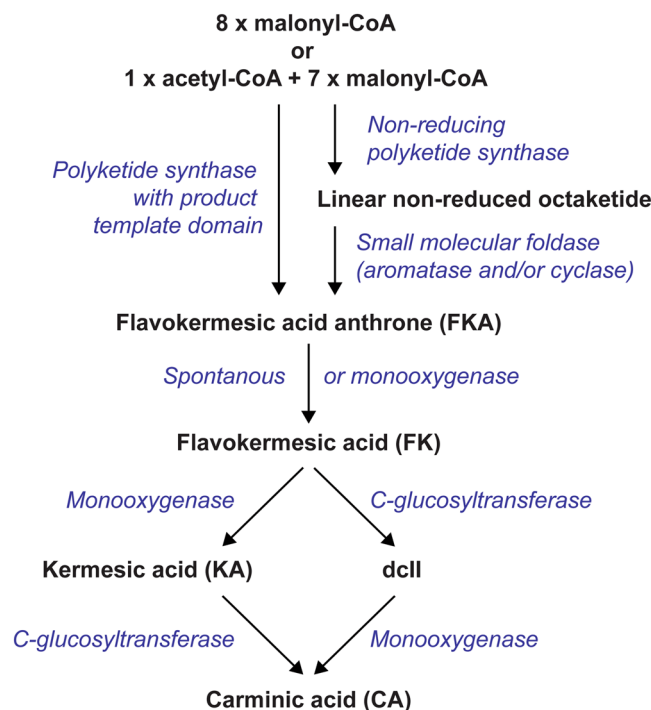 8 x malonyl-CoA
or
1 x acetyl-CoA + 7 x malonyl-CoA
Non-reducing
polyketide synthase
Polyketide synthase
with product
template domain
Linear non-reduced octaketide
Small molecular foldase
(aromatase and/or cyclase)
Flavokermesic acid anthrone (FKA)
Spontanous or monooxygenase
Flavokermesic acid (FK)
Monooxygenase C-glucosyltransferase
Kermesic acid (KA) dcII
C-glucosyltransferase Monooxygenase
Carminic acid (CA)